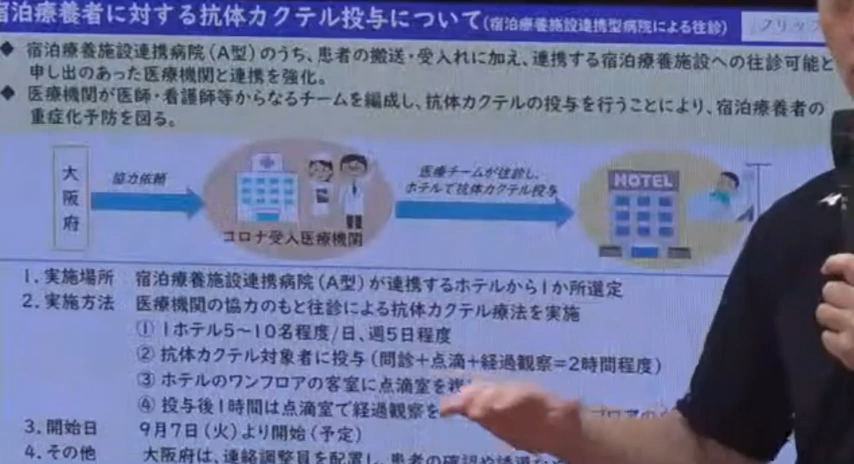 宿泊療養者に対する抗体カクテル投与について(宿泊療養施設連携型病院による往診)
フリップ
◆ 宿泊療養施設連携病院(A型)のうち、患者の搬送・受入れに加え、連携する宿泊療養施設への往診可能と
申し出のあった医療機関と連携を強化。
◆ 医療機関が医師・看護師等からなるチームを編成し、抗体カクテルの投与を行うことにより、宿泊療養者の
重症化予防を図る。
大阪府
協力依頼
コロナ受入医療機関
医療チームが往診し、
ホテルで抗体カクテル投与
HOTEL
1.実施場所 宿泊療養施設連携病院(A型)が連携するホテルから1か所選定
2.実施方法 医療機関の協力のもと往診による抗体カクテル療法を実施
① 1ホテル5~10名程度/日、週5日程度
② 抗体カクテル対象者に投与(問診+点滴+経過観察=2時間程度)
③ ホテルのワンフロアの客室に点滴室を
④ 投与後1時間は点滴室で経過観察を
3.開始日 9月7日(火)より開始(予定)
4.その他 大阪府は、連絡調整員を配置し、患者の確認や誘導